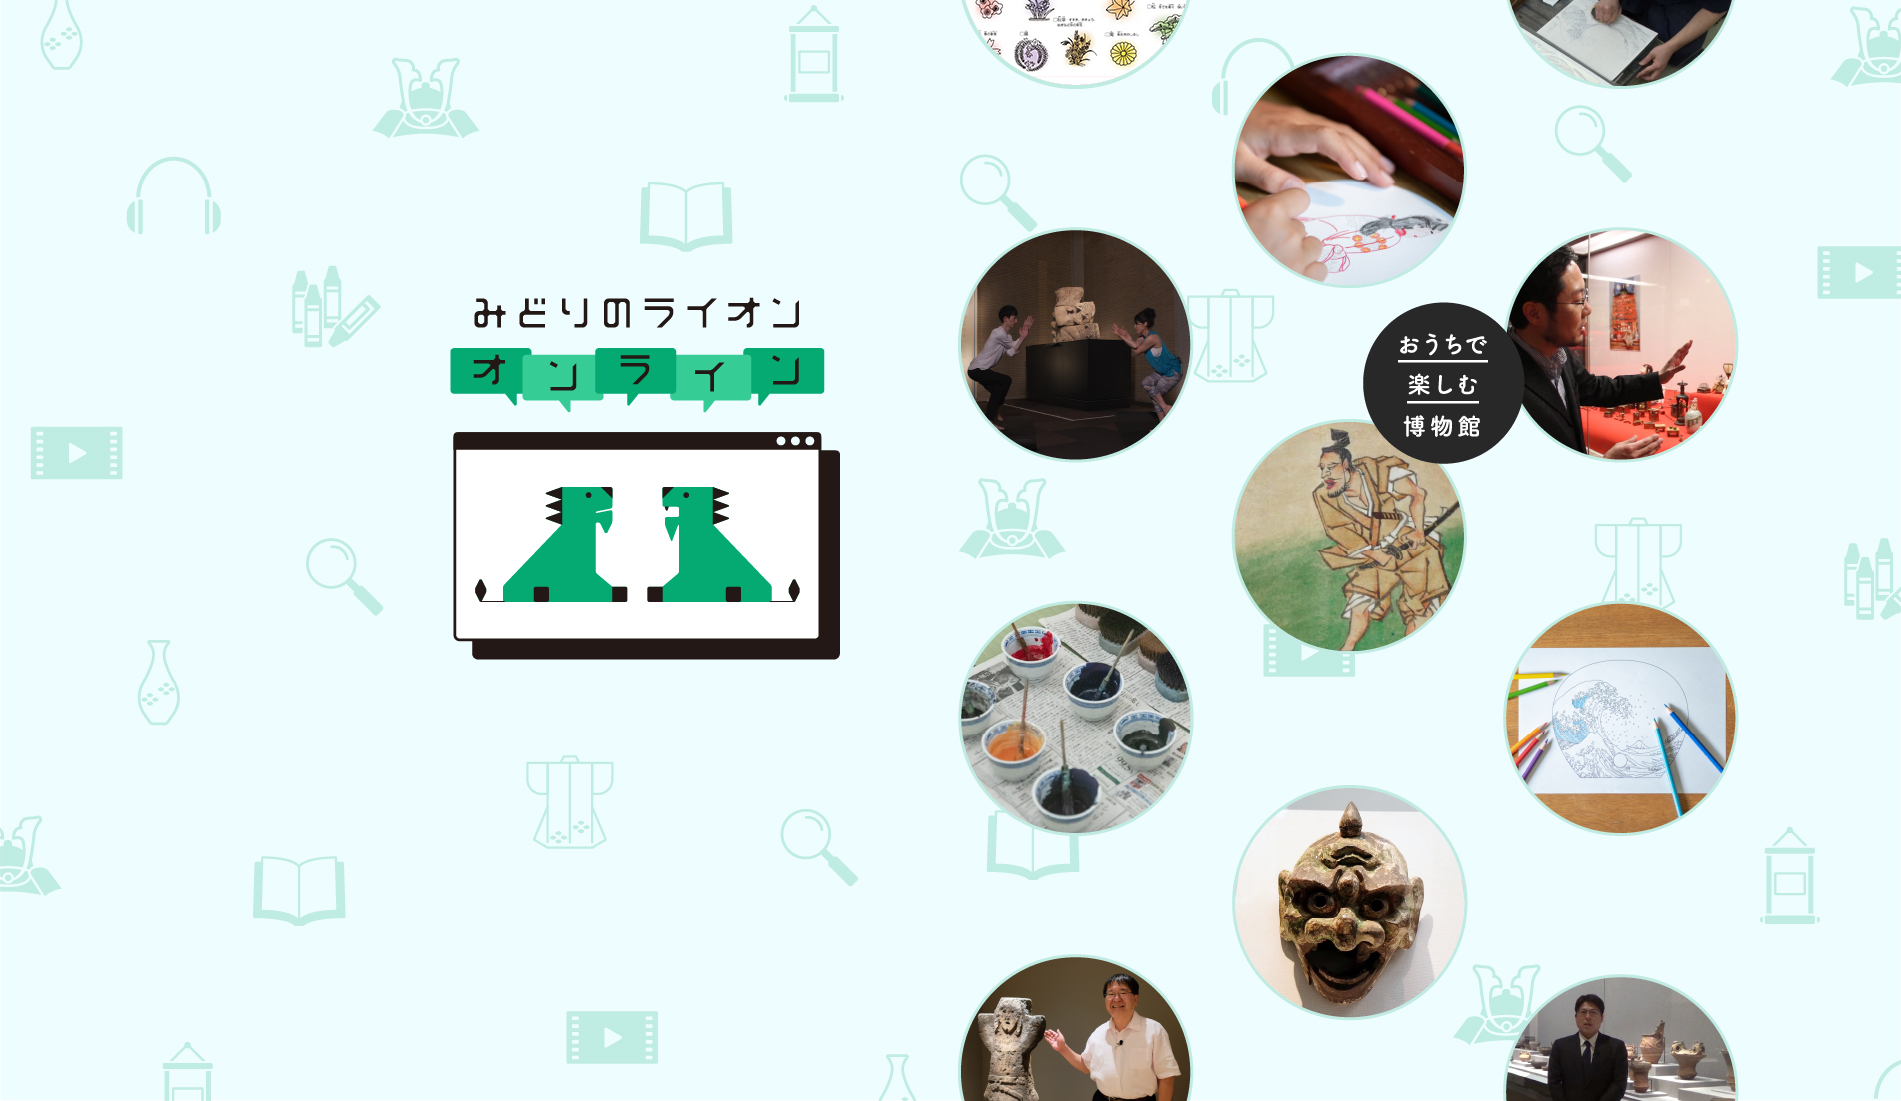 みどりのライオン
オンライン
おうちで
楽しむ
博物館